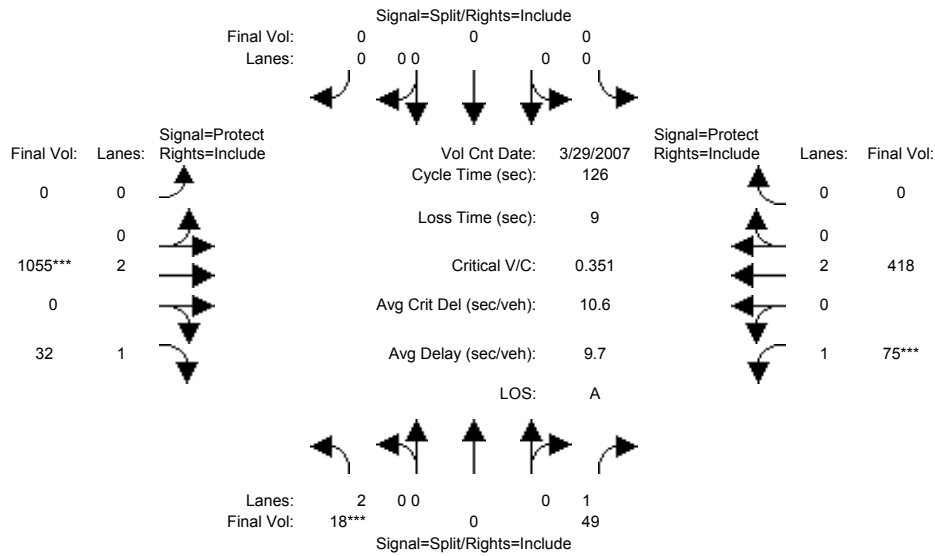 Signal=Split/Rights=Include
Final Vol: 0 0 0
Lanes: 0 0 0 0 0
Signal=Protect Signal=Protect
Final Vol: Lanes: Rights=Include Vol Cnt Date: 3/29/2007 Rights=Include Lanes: Final Vol:
Cycle Time (sec): 126
0 0 0 0
Loss Time (sec): 9
0 0
1055*** 2 Critical V/C: 0.351 2 418
0 Avg Crit Del (sec/veh): 10.6 0
32 1 Avg Delay (sec/veh): 9.7 1 75***
LOS: A
Lanes: 2 0 0 0 1
Final Vol: 18*** 0 49
Signal=Split/Rights=Include